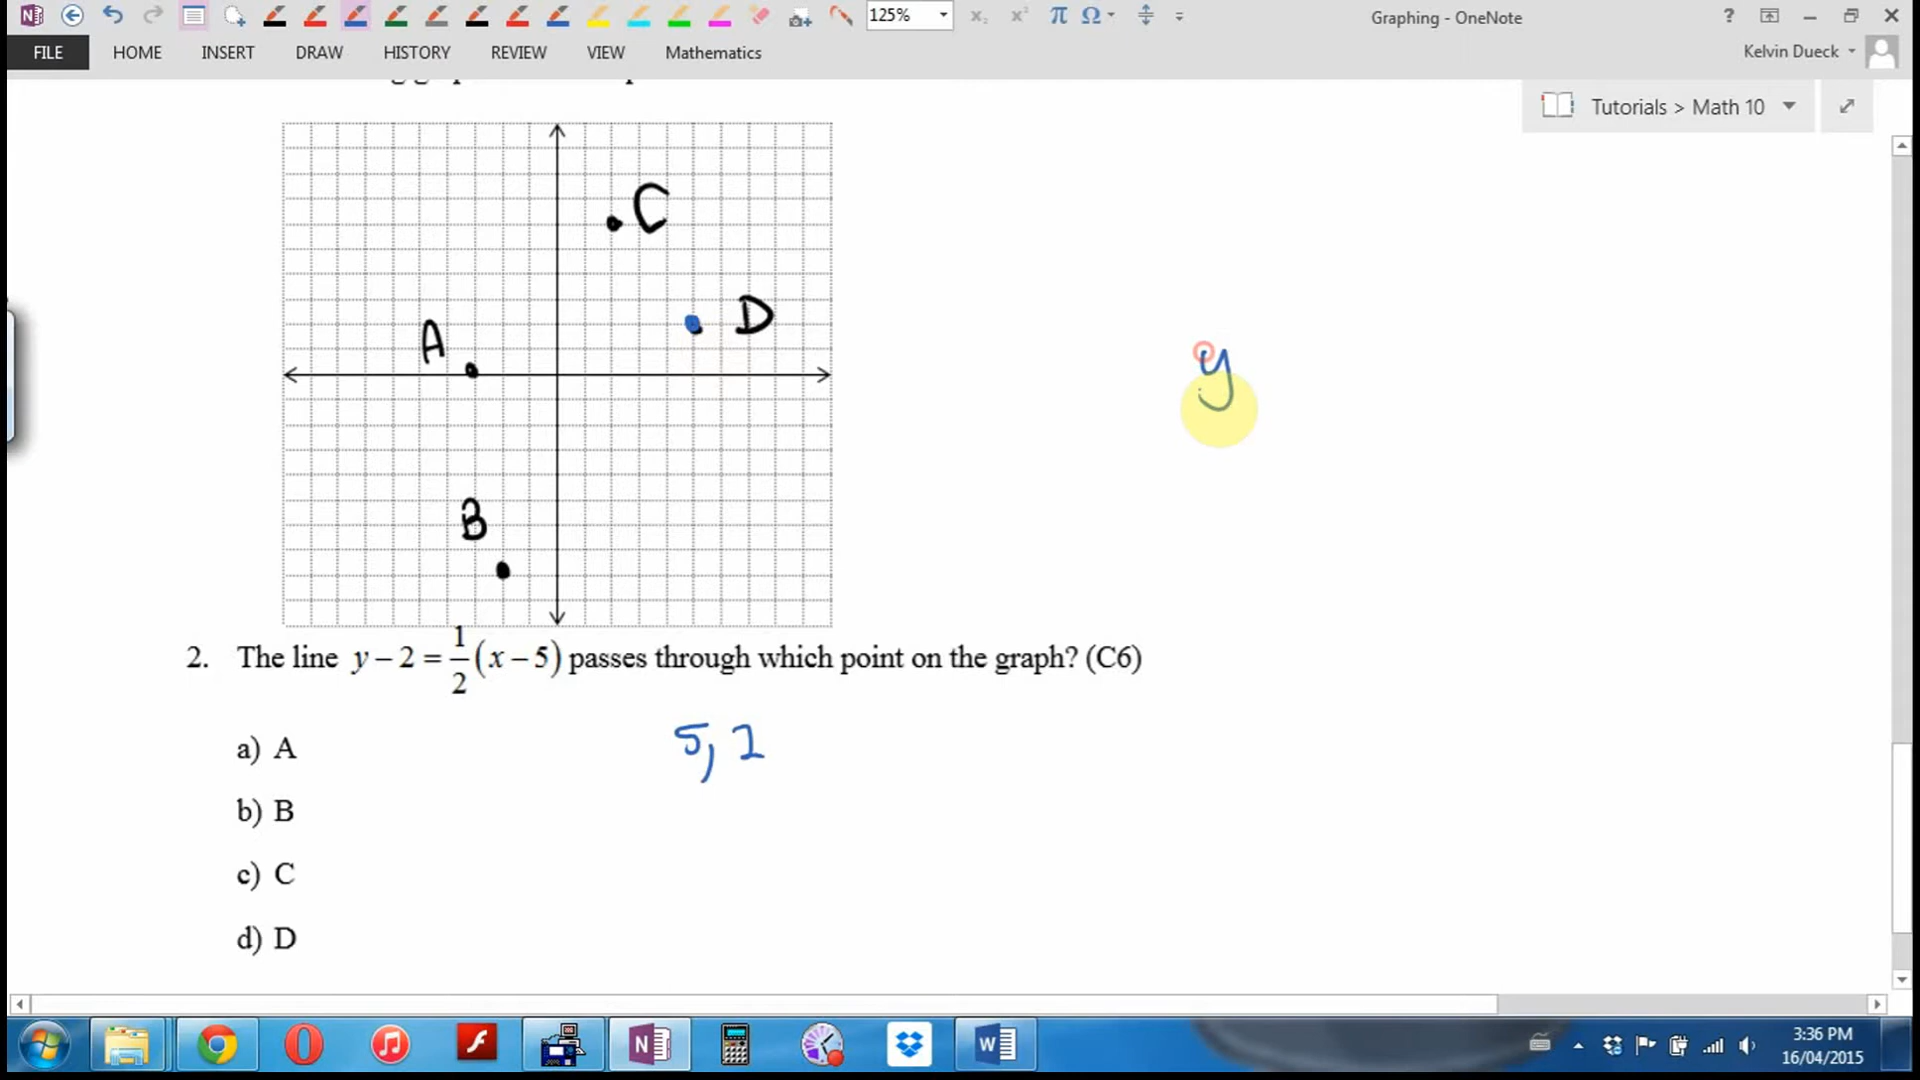 125%
x₂ x² π Ω
Graphing - OneNote
?
FILE HOME INSERT DRAW HISTORY REVIEW VIEW Mathematics
Kelvin Dueck
Tutorials > Math 10
C
D
A
B
y
2. The line y – 2 = 1/2 (x – 5) passes through which point on the graph? (C6)
5, 2
a) A
b) B
c) C
d) D
3:36 PM
16/04/2015